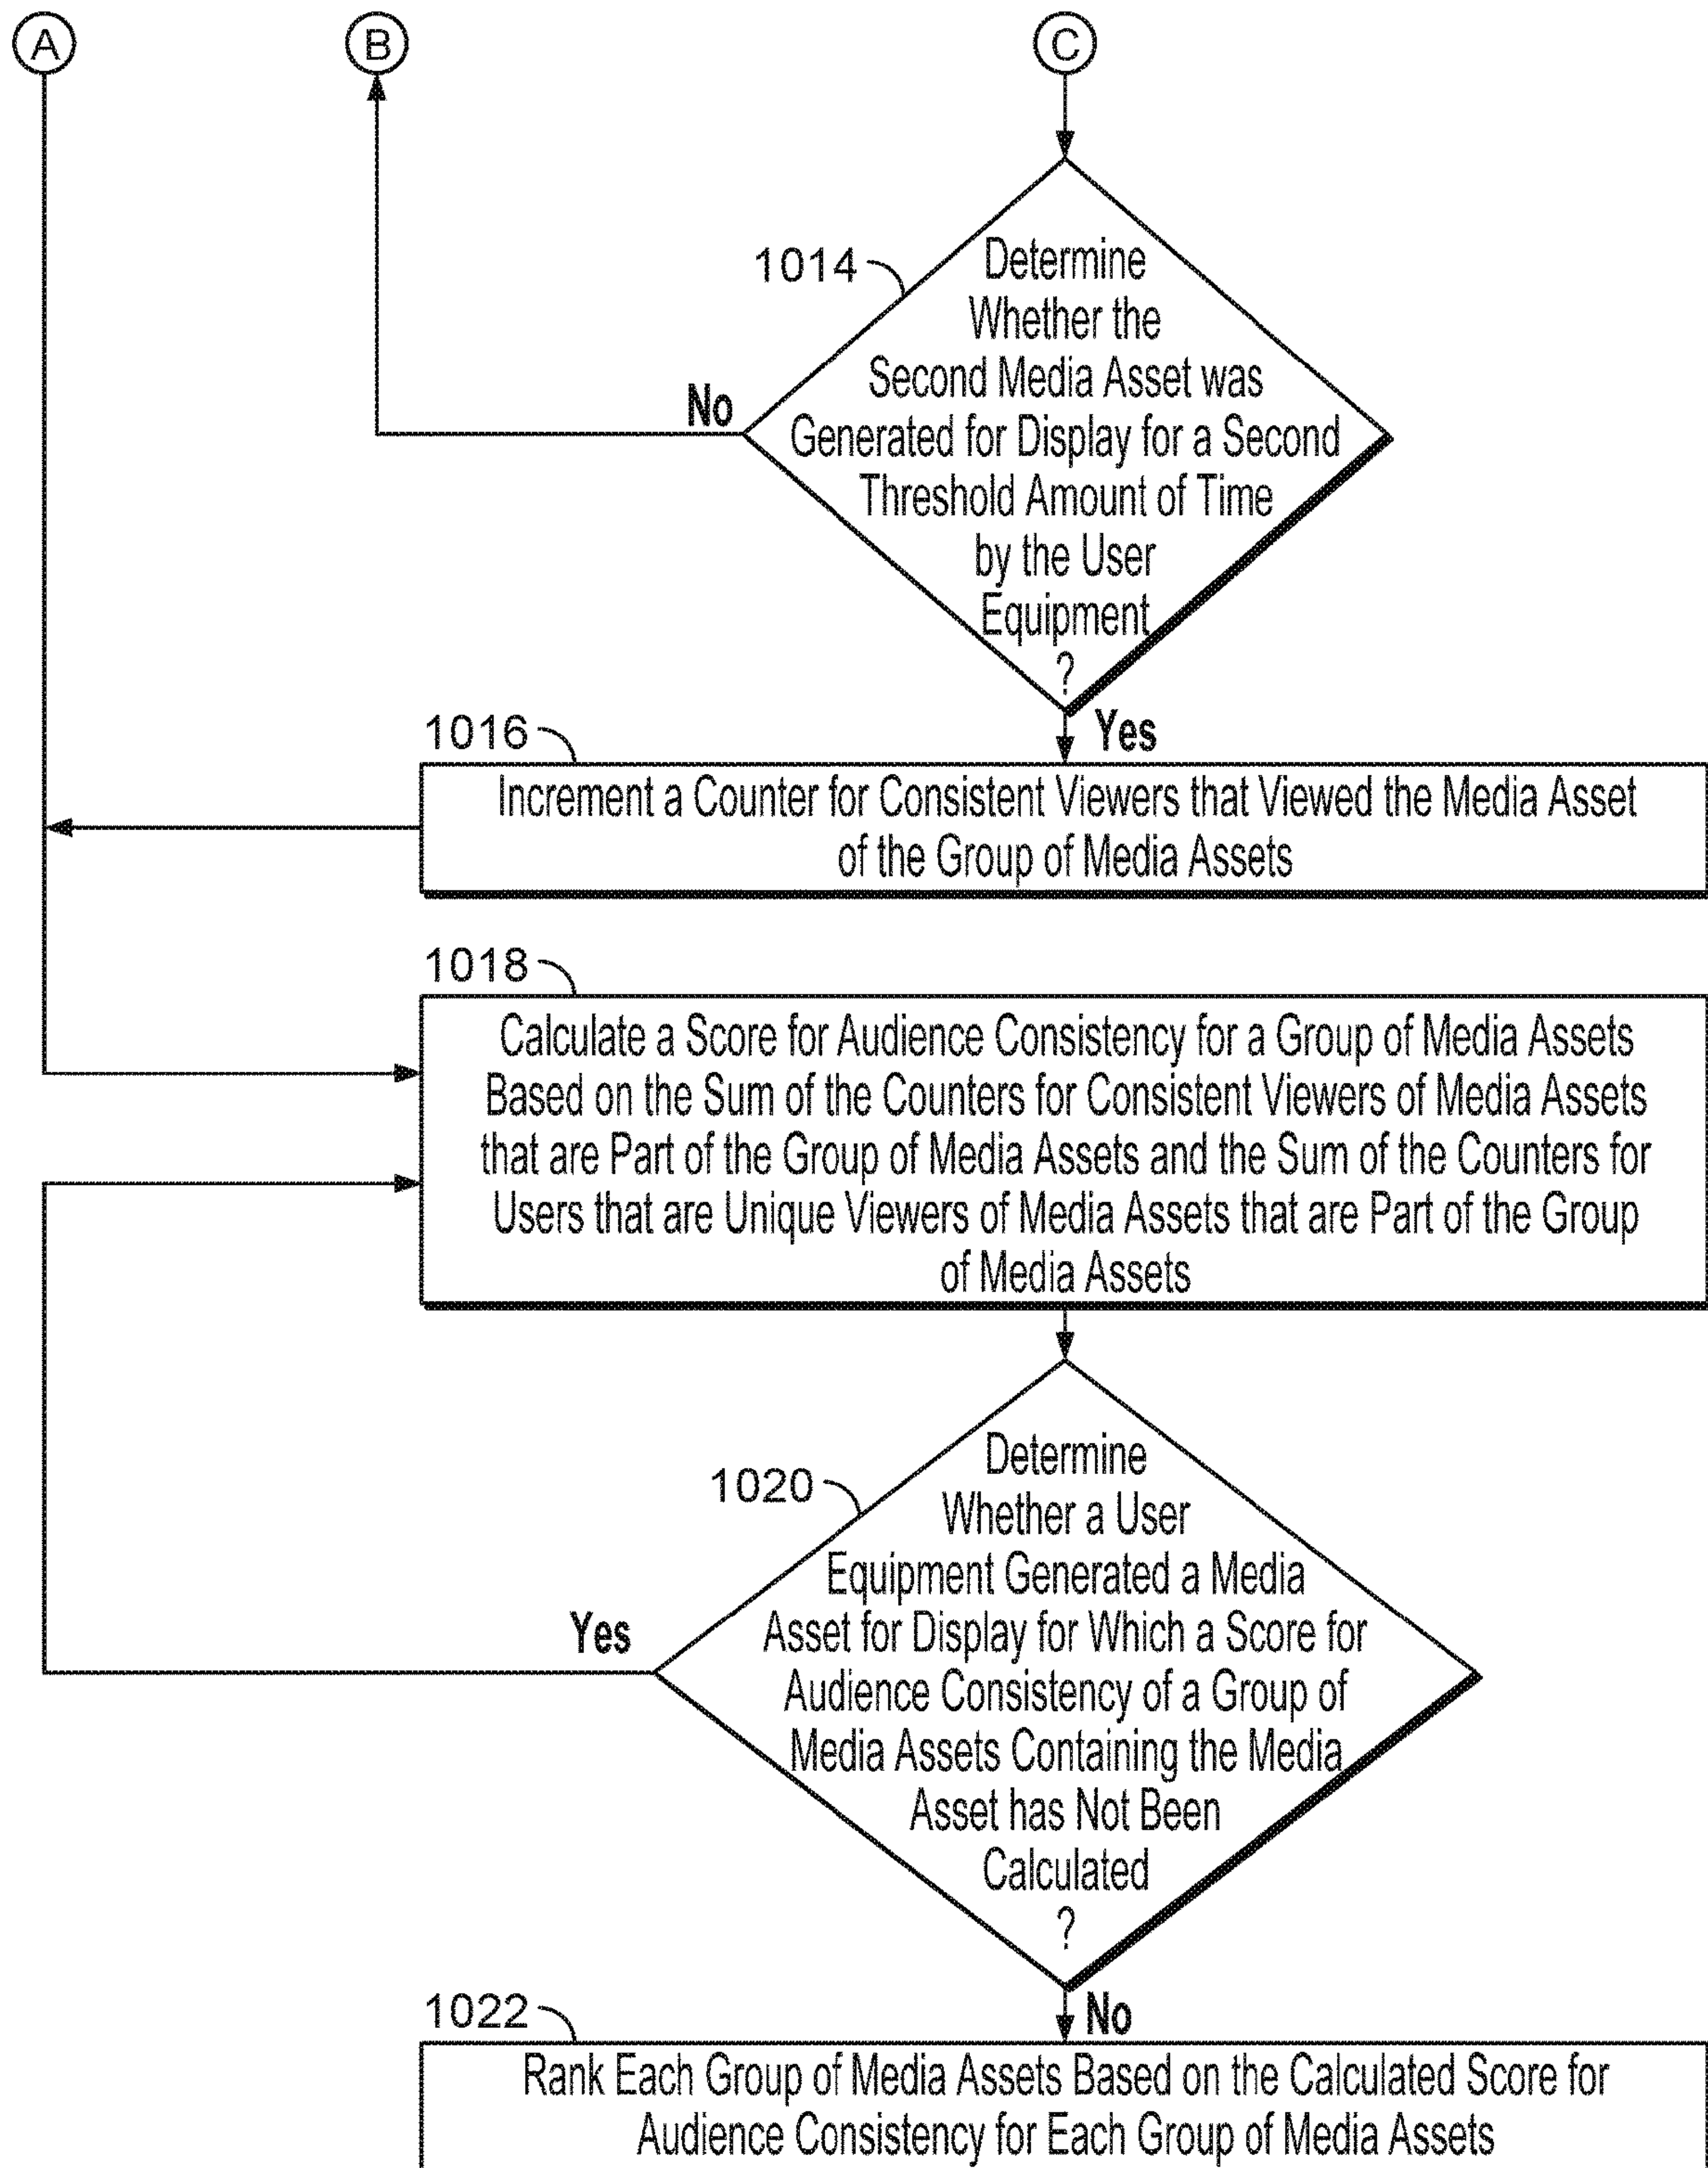 A
B
C
1014
Determine
Whether the
Second Media Asset was
Generated for Display for a Second
Threshold Amount of Time
by the User
Equipment
?
No
Yes
1016
Increment a Counter for Consistent Viewers that Viewed the Media Asset
of the Group of Media Assets
1018
Calculate a Score for Audience Consistency for a Group of Media Assets
Based on the Sum of the Counters for Consistent Viewers of Media Assets
that are Part of the Group of Media Assets and the Sum of the Counters for
Users that are Unique Viewers of Media Assets that are Part of the Group
of Media Assets
1020
Determine
Whether a User
Equipment Generated a Media
Asset for Display for Which a Score for
Audience Consistency of a Group of
Media Assets Containing the Media
Asset has Not Been
Calculated
?
Yes
No
1022
Rank Each Group of Media Assets Based on the Calculated Score for
Audience Consistency for Each Group of Media Assets